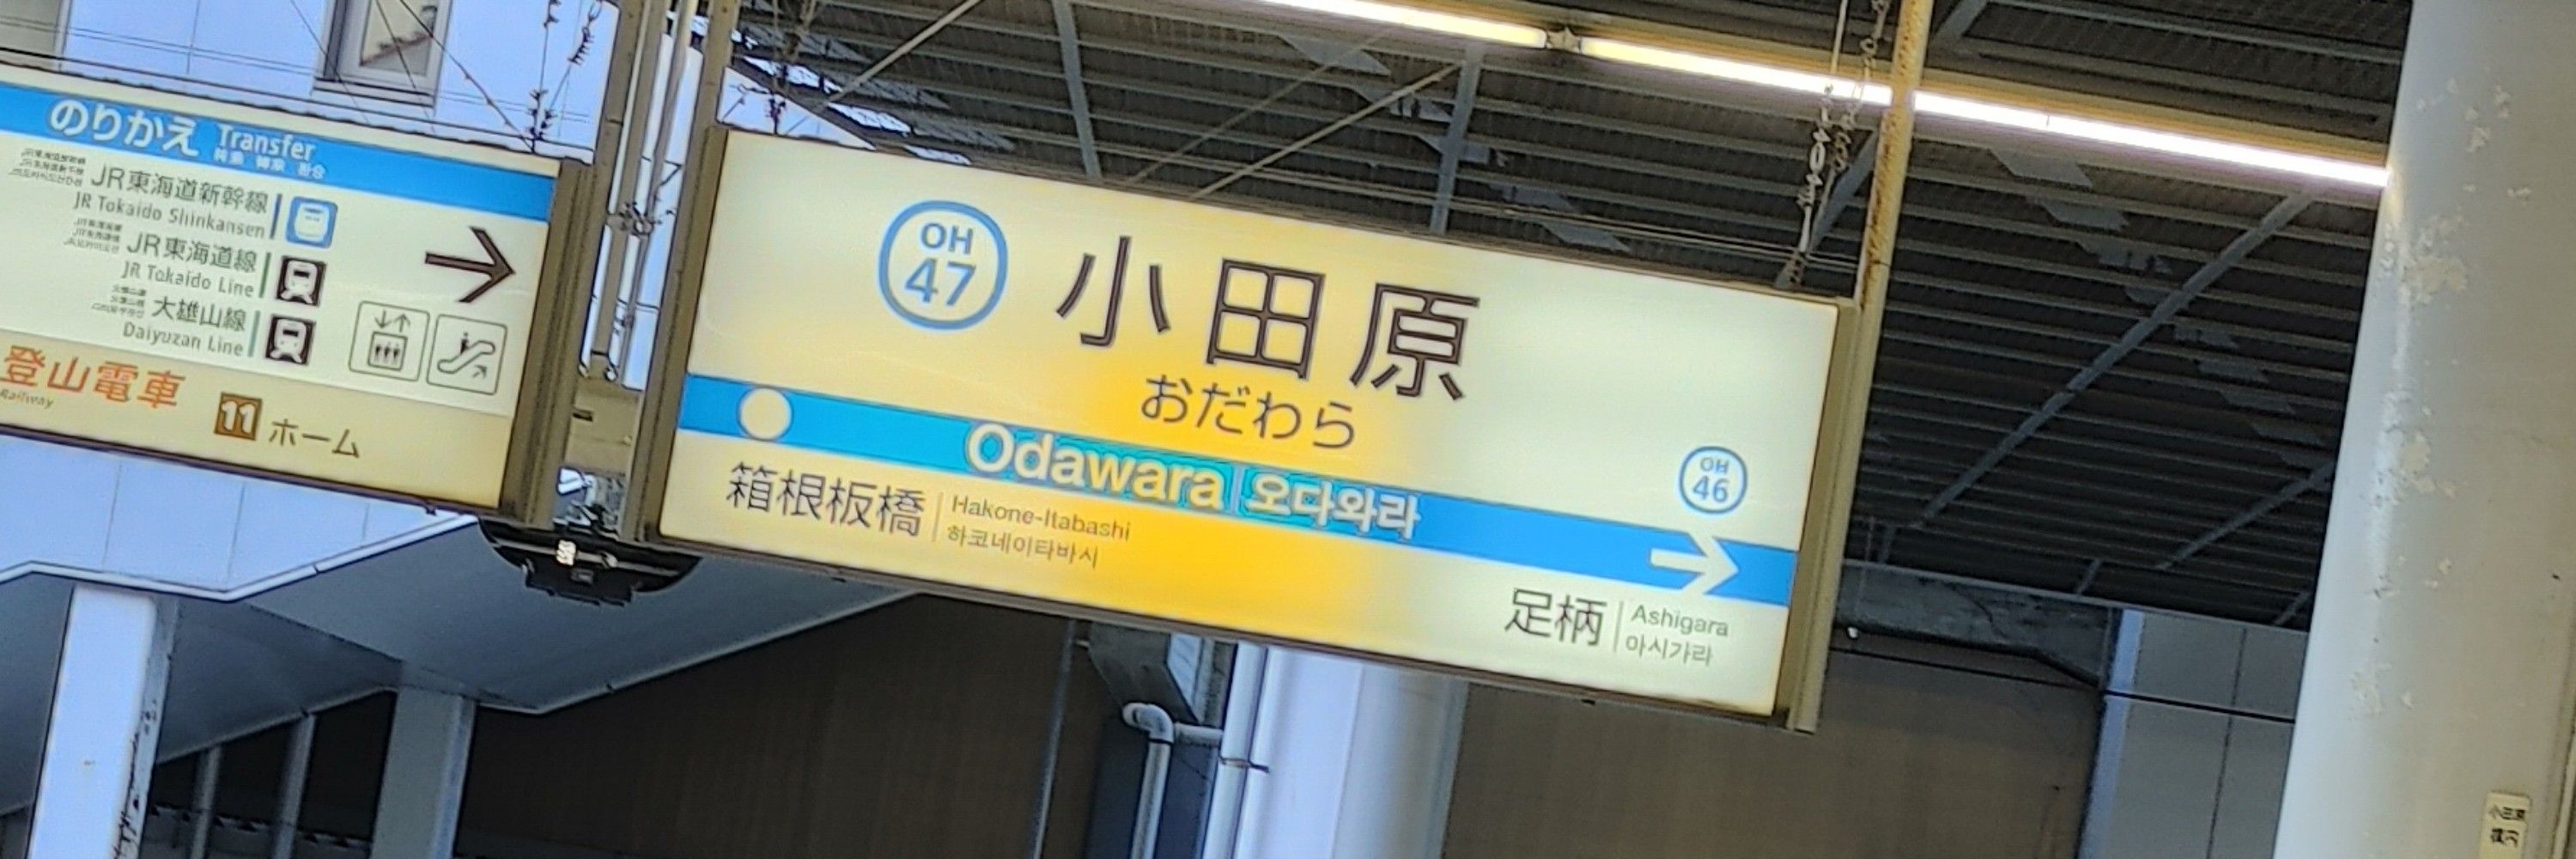 のりかえ Transfer
JR東海道新幹線
JR Tokaido Shinkansen
JR東海道線
JR Tokaido Line
大雄山線
Daiyuzan Line
登山電車
Railway
11 ホーム
OH
47
小田原
おだわら
Odawara 오다와라
箱根板橋
Hakone-Itabashi
하코네이타바시
OH
46
足柄
Ashigara
아시가라
小田原